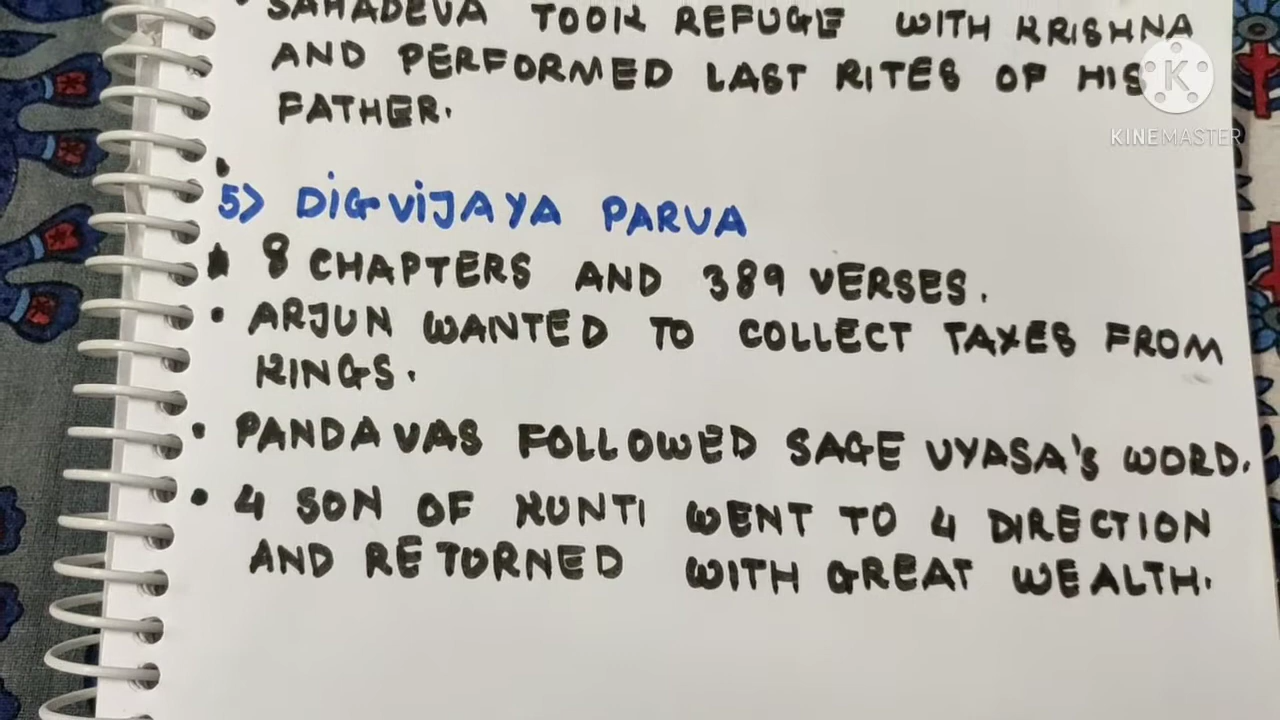 SAHADEVA TOOK REFUGE WITH KRISHNA
AND PERFORMED LAST RITES OF HIS
FATHER.
K
KINEMASTER
5> DIGVIJAYA PARVA
8 CHAPTERS AND 389 VERSES.
• ARJUN WANTED TO COLLECT TAXES FROM
KINGS.
• PANDAVAS FOLLOWED SAGE VYASA'S WORD.
• 4 SON OF KUNTI WENT TO 4 DIRECTION
AND RETURNED WITH GREAT WEALTH.